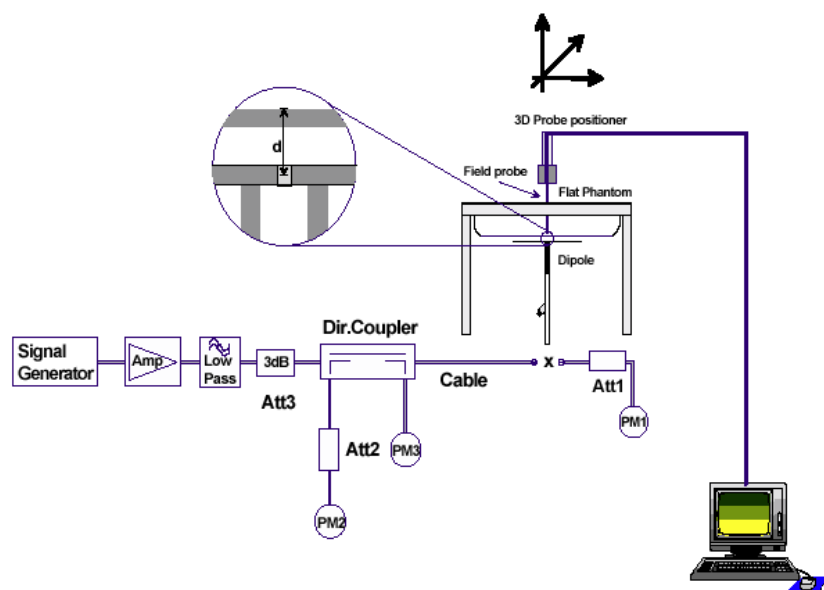 3D Probe positioner
d
Field probe
Flat Phantom
Dipole
Dir.Coupler
Signal
Generator
Amp
Low
Pass
3dB
Cable
x
Att1
Att3
PM1
Att2
PM3
PM2